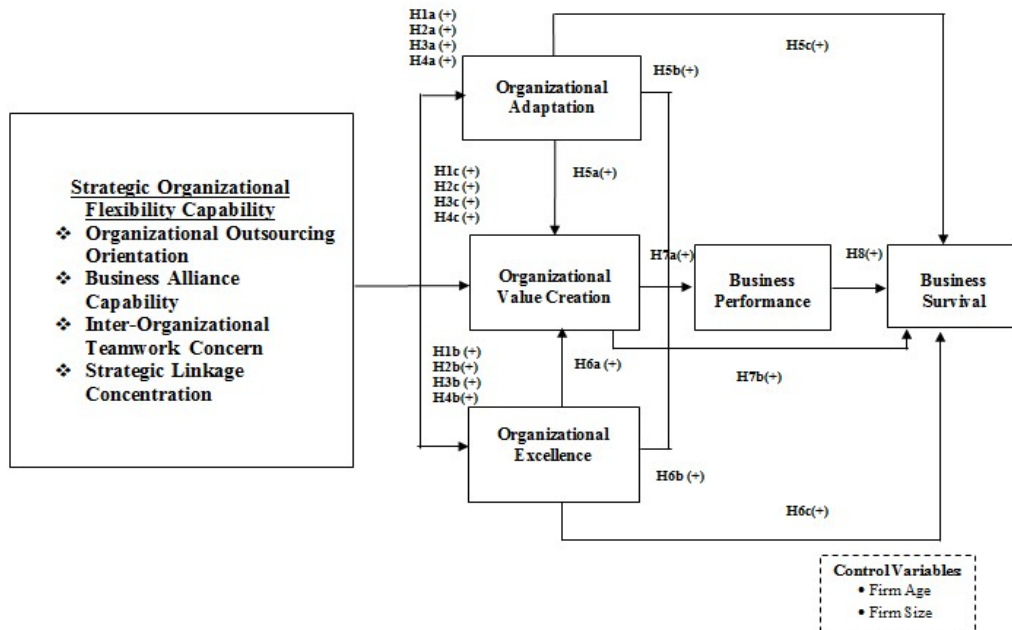 H1a (+)
H2a (+)
H3a (+)
H4a (+)
H5c(+)
H5b(+)
Organizational
Adaptation
Strategic Organizational
Flexibility Capability
❖ Organizational Outsourcing
Orientation
❖ Business Alliance
Capability
❖ Inter-Organizational
Teamwork Concern
❖ Strategic Linkage
Concentration
H1c (+)
H2c (+)
H3c (+)
H4c (+)
H5a(+)
Organizational
Value Creation
H7a(+)
Business
Performance
H8(+)
Business
Survival
H1b (+)
H2b(+)
H3b (+)
H4b(+)
H6a (+)
H7b(+)
Organizational
Excellence
H6b (+)
H6c(+)
Control Variables:
• Firm Age
• Firm Size